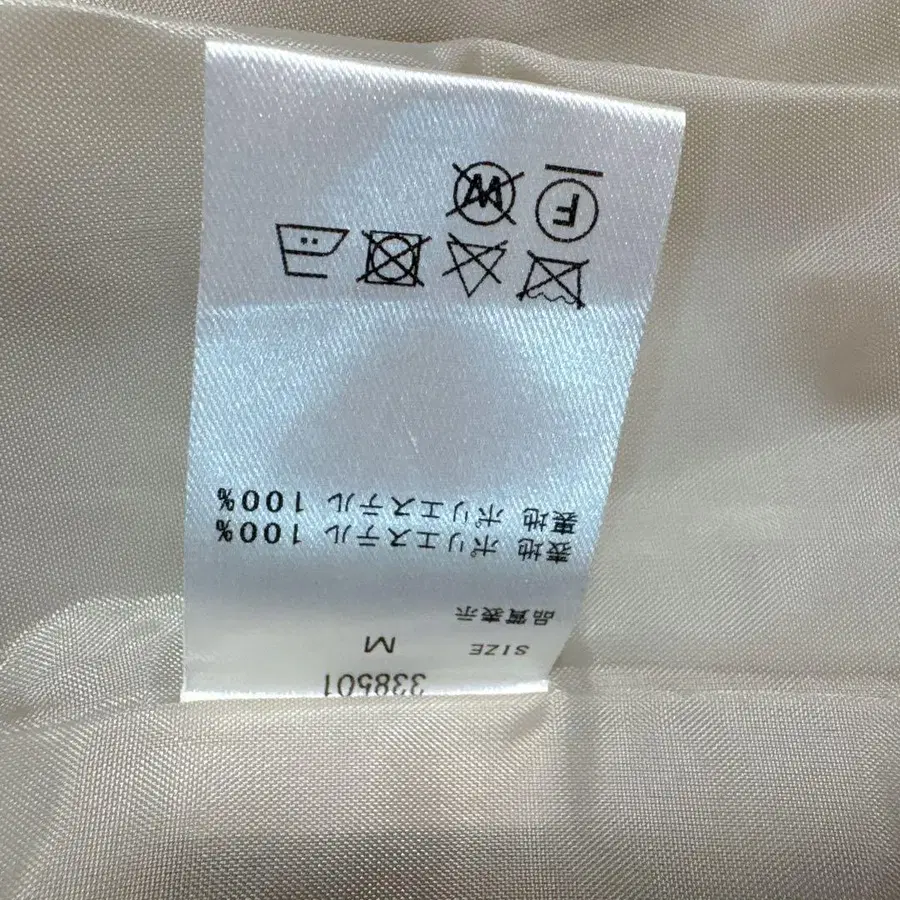 338501
SIZE M
品質表示
表地 ポリエステル 100%
裏地 ポリエステル 100%
F W